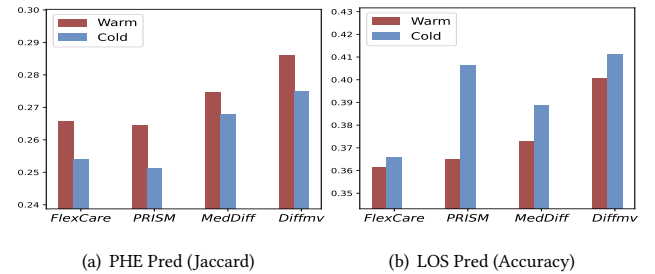 0.30
0.29
0.28
0.27
0.26
0.25
0.24
Warm
Cold
FlexCare PRISM MedDiff Diffmv
(a) PHE Pred (Jaccard)
0.43
0.42
0.41
0.40
0.39
0.38
0.37
0.36
0.35
Warm
Cold
FlexCare PRISM MedDiff Diffmv
(b) LOS Pred (Accuracy)